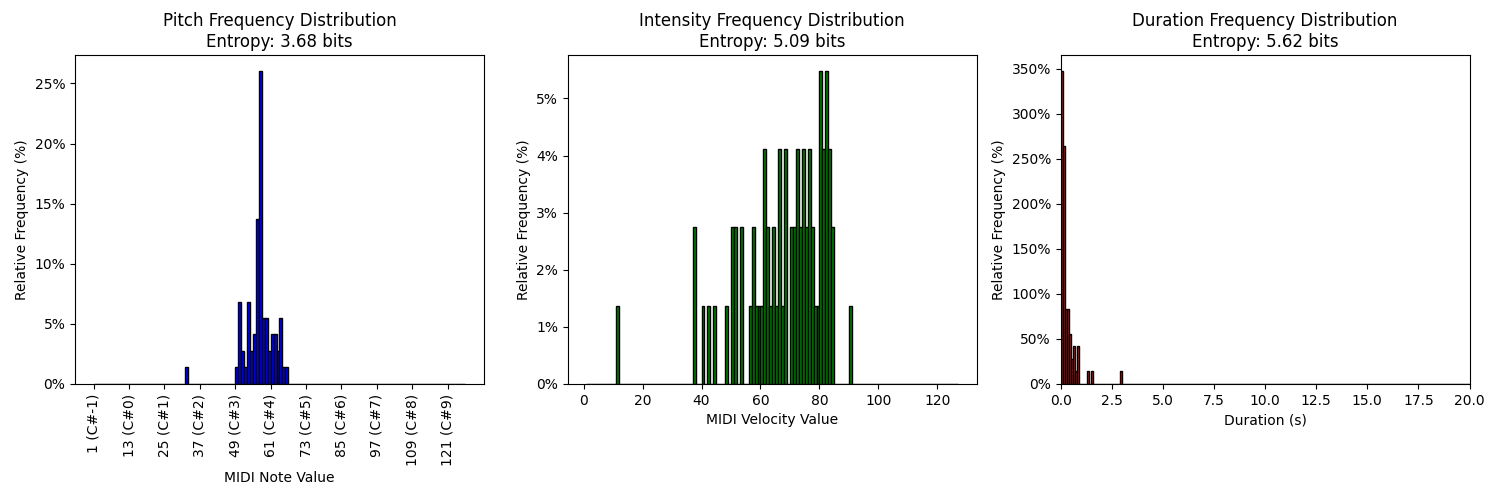 Pitch Frequency Distribution
Entropy: 3.68 bits
Relative Frequency (%)
25%
20%
15%
10%
5%
0%
1 (C#-1)
13 (C#0)
25 (C#1)
37 (C#2)
49 (C#3)
61 (C#4)
73 (C#5)
85 (C#6)
97 (C#7)
109 (C#8)
121 (C#9)
MIDI Note Value
Intensity Frequency Distribution
Entropy: 5.09 bits
Relative Frequency (%)
5%
4%
3%
2%
1%
0%
0 20 40 60 80 100 120
MIDI Velocity Value
Duration Frequency Distribution
Entropy: 5.62 bits
Relative Frequency (%)
350%
300%
250%
200%
150%
100%
50%
0%
0.0 2.5 5.0 7.5 10.0 12.5 15.0 17.5 20.0
Duration (s)